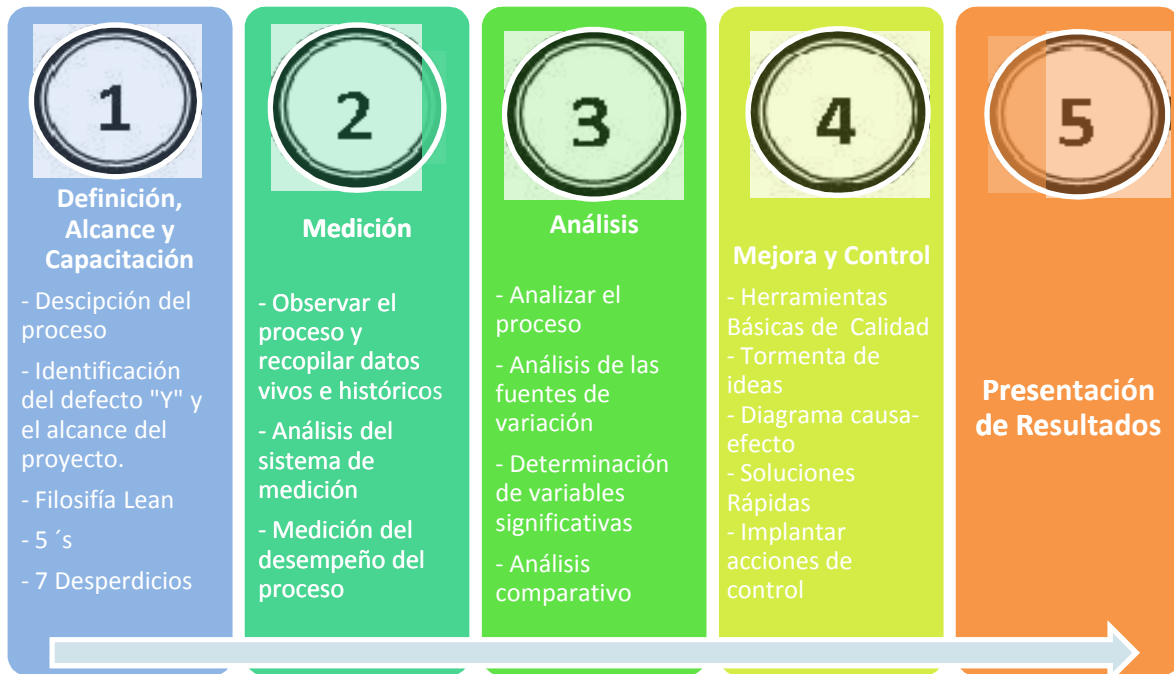 1
Definición,
Alcance y
Capacitación
- Descipción del
proceso
- Identificación
del defecto "Y" y
el alcance del
proyecto.
- Filosifía Lean
- 5 ´s
- 7 Desperdicios
2
Medición
- Observar el
proceso y
recopilar datos
vivos e históricos
- Análisis del
sistema de
medición
- Medición del
desempeño del
proceso
3
Análisis
- Analizar el
proceso
- Análisis de las
fuentes de
variación
- Determinación
de variables
significativas
- Análisis
comparativo
4
Mejora y Control
- Herramientas
Básicas de Calidad
- Tormenta de
ideas
- Diagrama causa-
efecto
- Soluciones
Rápidas
- Implantar
acciones de
control
5
Presentación
de Resultados